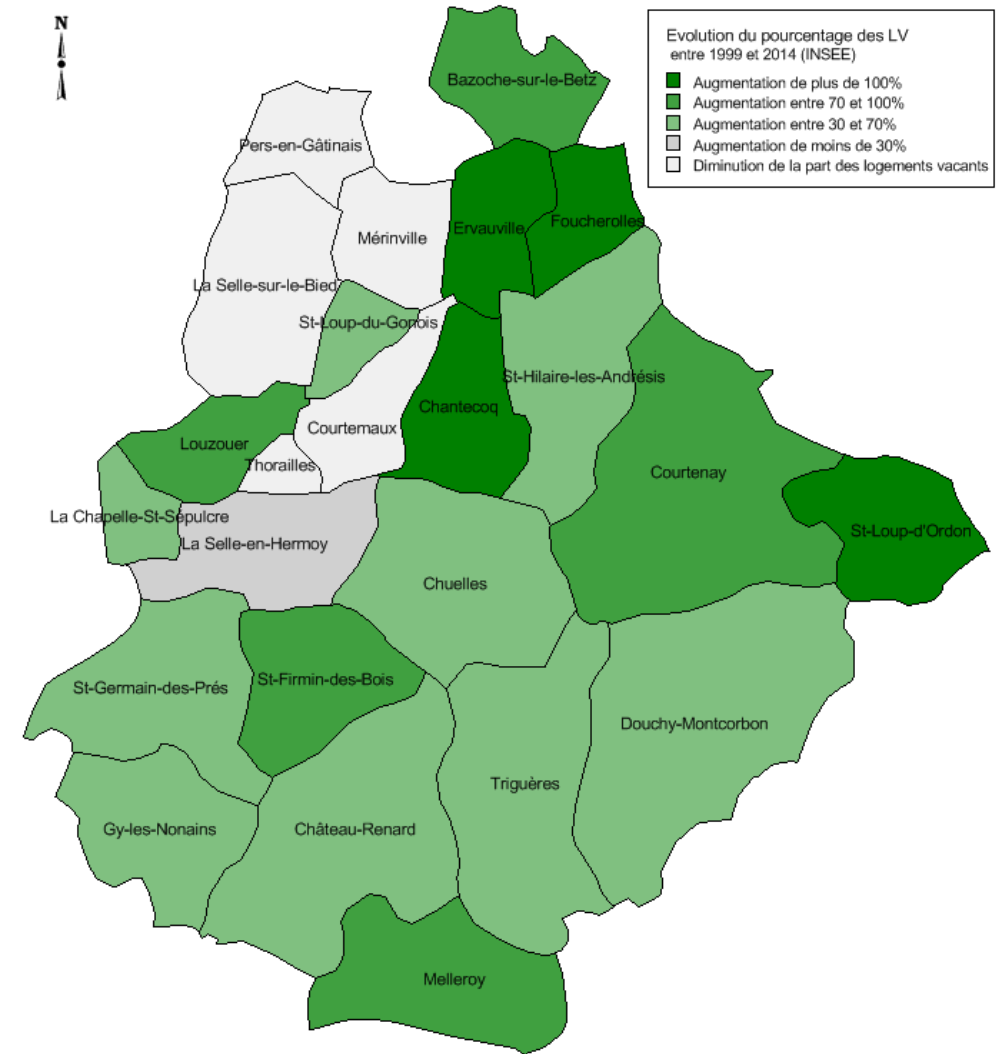 N
Evolution du pourcentage des LV
entre 1999 et 2014 (INSEE)
Augmentation de plus de 100%
Augmentation entre 70 et 100%
Augmentation entre 30 et 70%
Augmentation de moins de 30%
Diminution de la part des logements vacants
Bazoche-sur-le-Betz
Pers-en-Gâtinais
Foucherolles
Ervauville
Mérinville
La Selle-sur-le-Bied
St-Loup-du-Gonois
St-Hilaire-les-Andrésis
Chantecoq
Courtemaux
Louzouer
Thorailles
Courtenay
La Chapelle-St-Sépulcre
St-Loup-d'Ordon
La Selle-en-Hermoy
Chuelles
St-Firmin-des-Bois
St-Germain-des-Prés
Douchy-Montcorbon
Triguères
Gy-les-Nonains
Château-Renard
Melleroy